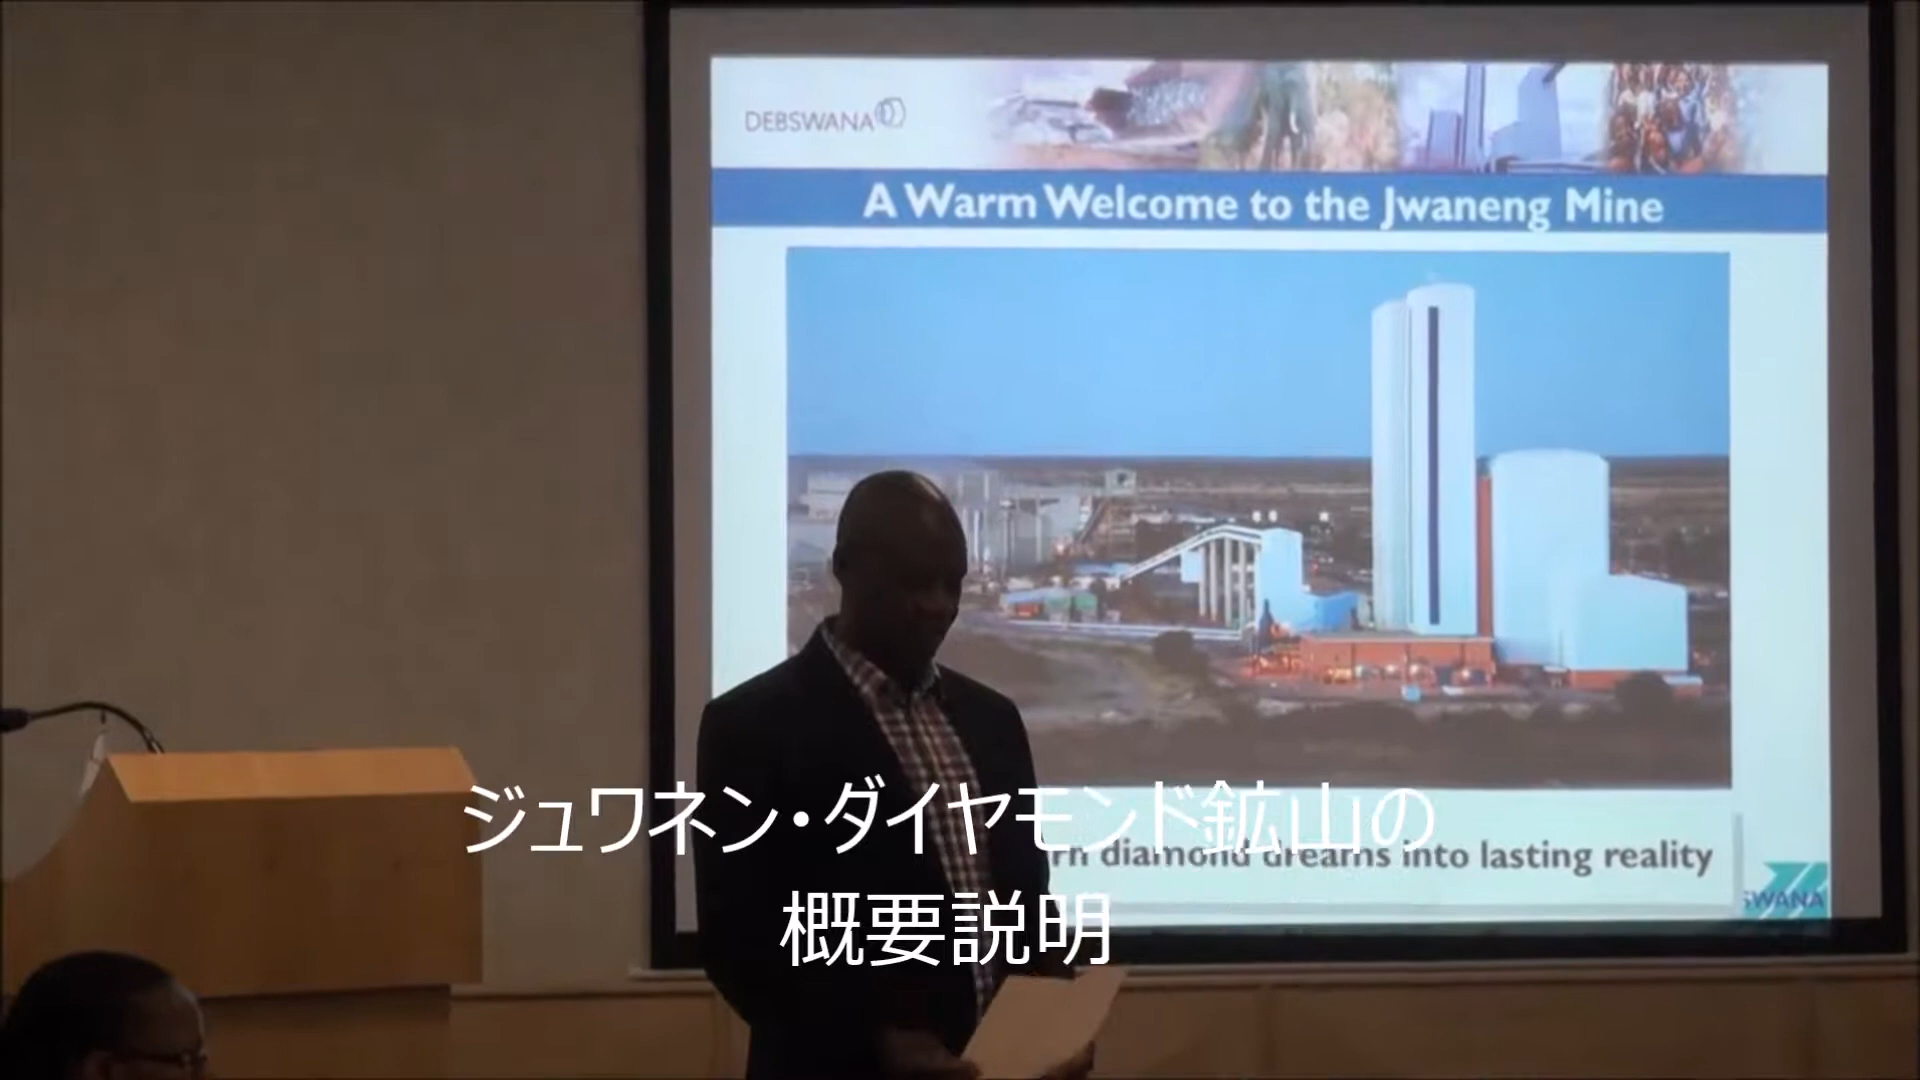 DEBSWANA
A Warm Welcome to the Jwaneng Mine
diamond dreams into lasting reality
SWANA
ジュワネン・ダイヤモンド鉱山の
概要説明